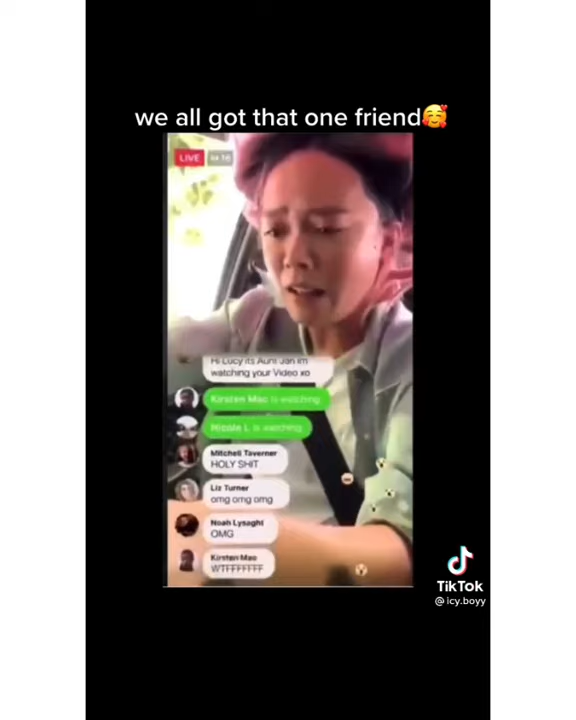 we all got that one friend🥰
LIVE
Hi Lucy its Aunt Jan im
watching your Video xo
Kirsten Mac is watching
Nicole L is watching
Mitchell Taverner
HOLY SHIT
Liz Turner
omg omg omg
Noah Lysaght
OMG
Kirsten Mac
WTFFFFFFF
TikTok
@icy.boyy